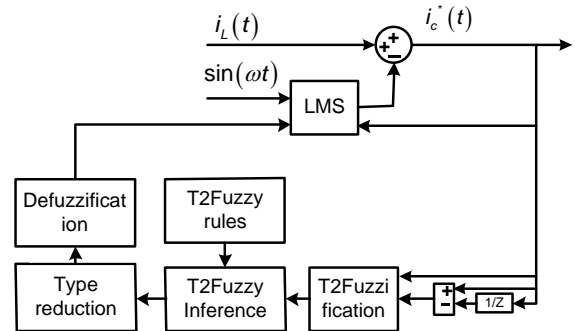 i_L(t)
i_c^*(t)
+
+
−
sin(ωt)
LMS
Defuzzificat
ion
T2Fuzzy
rules
Type
reduction
T2Fuzzy
Inference
T2Fuzzi
fication
+
−
1/Z